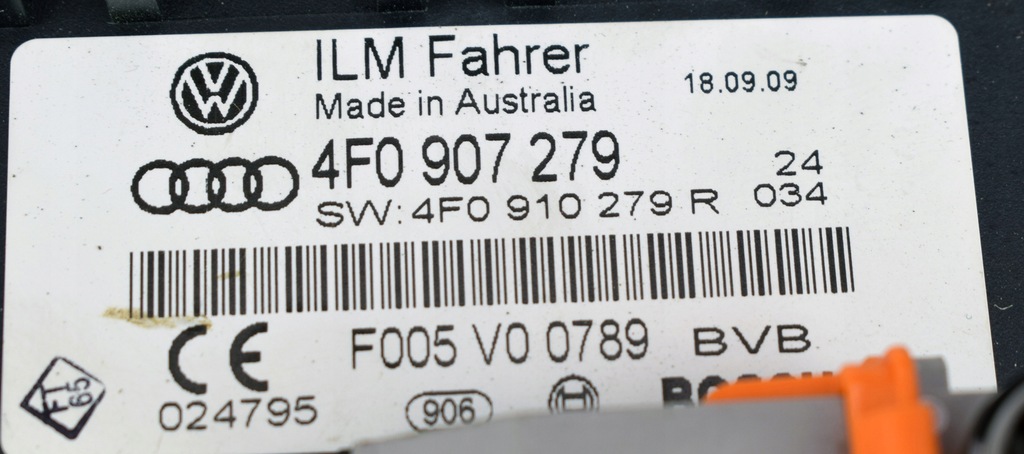 ILM Fahrer
Made in Australia
18.09.09
4F0 907 279
24
SW: 4F0 910 279 R
034
F005 V0 0789 BVB
FT
65
024795
906